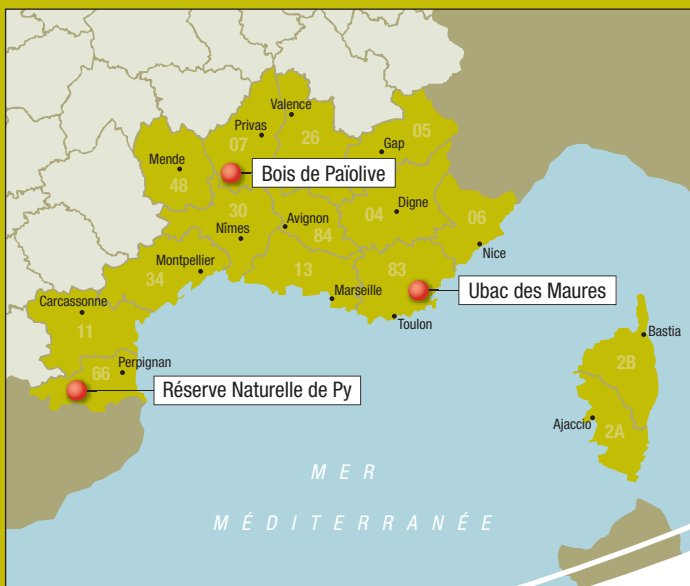 Valence
Privas
07
26
05
Gap
Mende
48
Bois de Païolive
30
Avignon
04
Digne
06
Nîmes
84
Nice
34
Montpellier
13
83
Marseille
Ubac des Maures
Carcassonne
Toulon
11
Bastia
Perpignan
66
2B
Réserve Naturelle de Py
Ajaccio
2A
MER
MÉDITERRANÉE